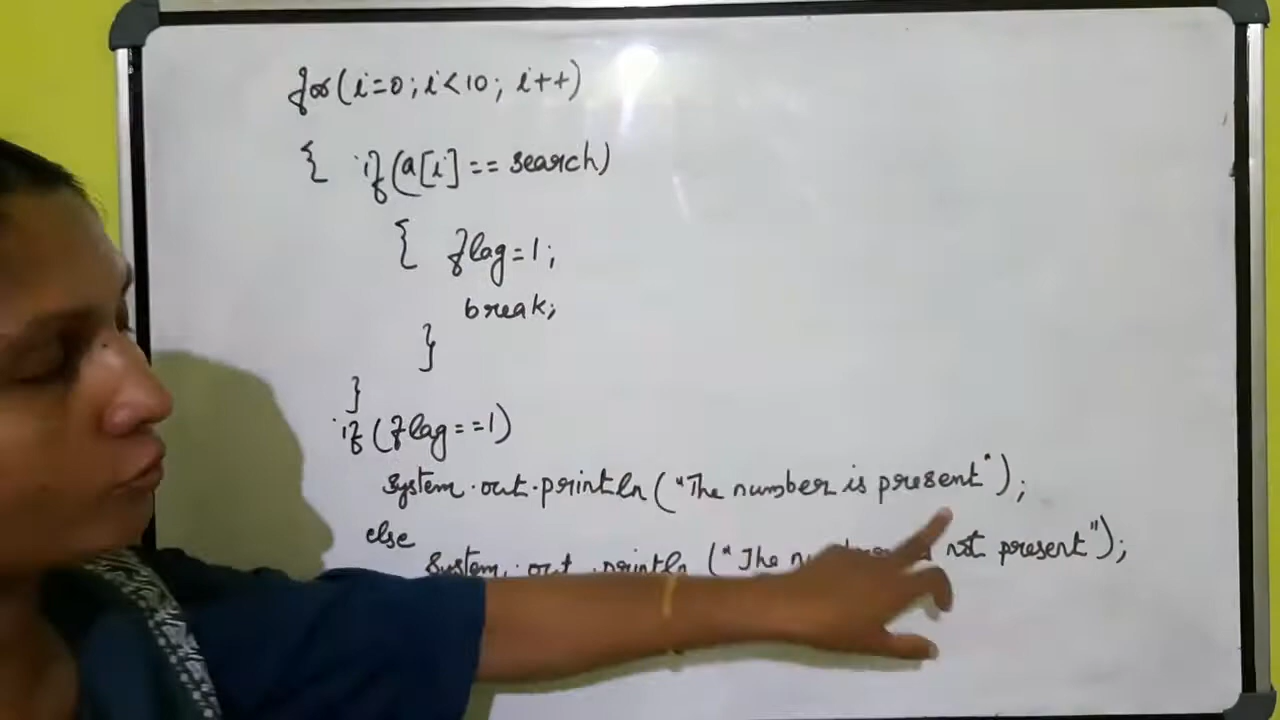 for(i=0;i<10; i++)
{ if(a[i]==search)
{ flag=1;
break;
}
}
if(flag==1)
System.out.println("The number is present");
else
System.out.println("The not present");